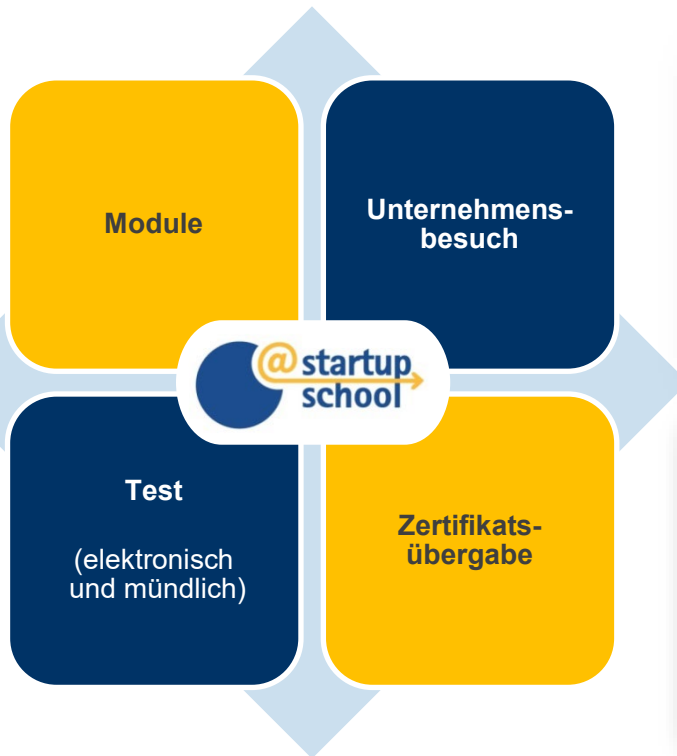 Module
Unternehmens-
besuch
@startup
school
Test
(elektronisch
und mündlich)
Zertifikats-
übergabe